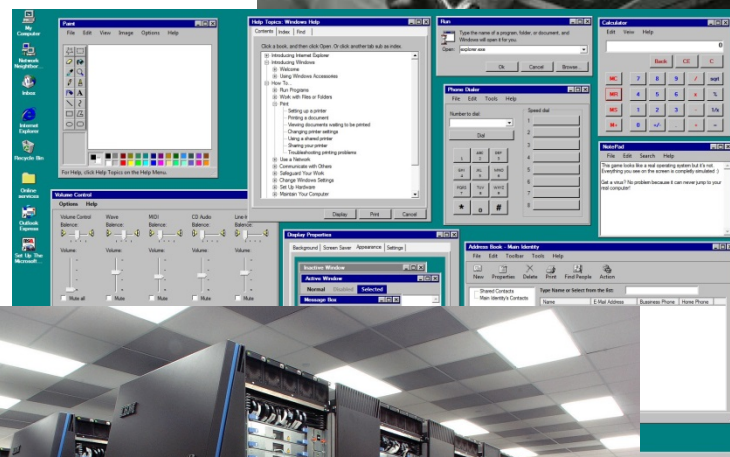 My
Computer
Network
Neighbor...
Inbox
Internet
Explorer
Recycle Bin
Online
services
Outlook
Express
Set Up The
Microsoft...
Paint
File Edit View Image Options Help
For Help, click Help Topics on the Help Menu.
Help Topics: Windows Help
Contents Index Find
Click a book, and then click Open. Or click another tab sub as index.
Introducing Internet Explorer
Introducing Windows
Welcome
Using Windows Accessories
How To...
Run Programs
Work with Files or Folders
Print
Setting up a printer
Printing a document
Viewing documents waiting to be printed
Changing printer settings
Using a shared printer
Sharing your printer
Troubleshooting printing problems
Use a Network
Communicate with Others
Safeguard Your Work
Change Windows Settings
Set Up Hardware
Maintain Your Computer
Display Print Cancel
Run
Type the name of a program, folder, or document, and
Windows will open it for you.
Open: explorer.exe
Ok Cancel Browse...
Phone Dialer
File Edit Tools Help
Number to dial:
Dial
Speed dial
1
2
3
4
5
6
7
8
ABC DEF
1 2 3
GHI JKL MNO
4 5 6
7 8 9
* 0 #
Calculator
Edit View Help
0
Back CE C
MC 7 8 9 / sqrt
MR 4 5 6 x %
MS 1 2 3 - 1/x
M+ 0 +/- . + =
NotePad
File Edit Search Help
This game looks like a real operating system but it's not.
Everything you see on the screen is completly simulated :)
Got a virus? No problem because it can never jump to your
real computer!
Volume Control
Options Help
Volume Control Wave MIDI CD Audio Line-In
Balance: Balance: Balance: Balance:
Volume: Volume: Volume: Volume:
Mute all Mute Mute Mute
Display Properties
Background Screen Saver Appearance Settings
Inactive Window
Active Window
Normal Disabled Selected
Message Box
Address Book - Main Identity
File Edit Toolbar Tools Help
New Properties Delete Print Find People Action
Shared Contacts
Main Identity's Contacts
Type Name or Select from the list:
Name E-Mail Address Bussiness Phone Home Phone
IBM